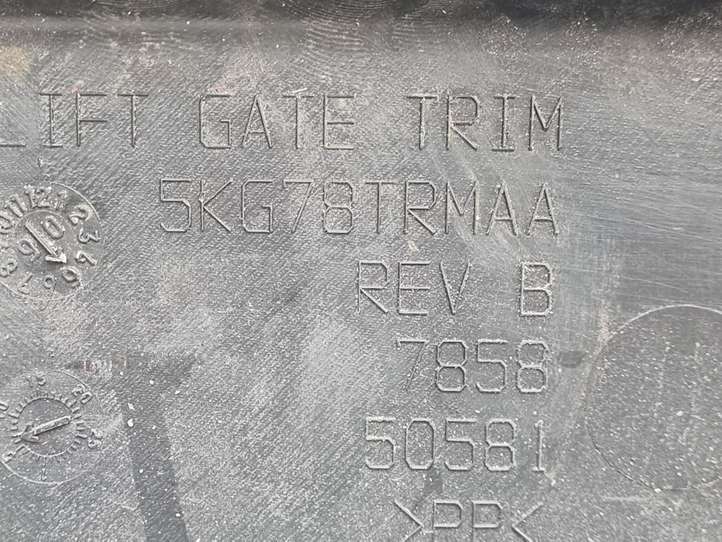 LIFT GATE TRIM
5KG78TRMAA
REV B
7858
50581
>PP<